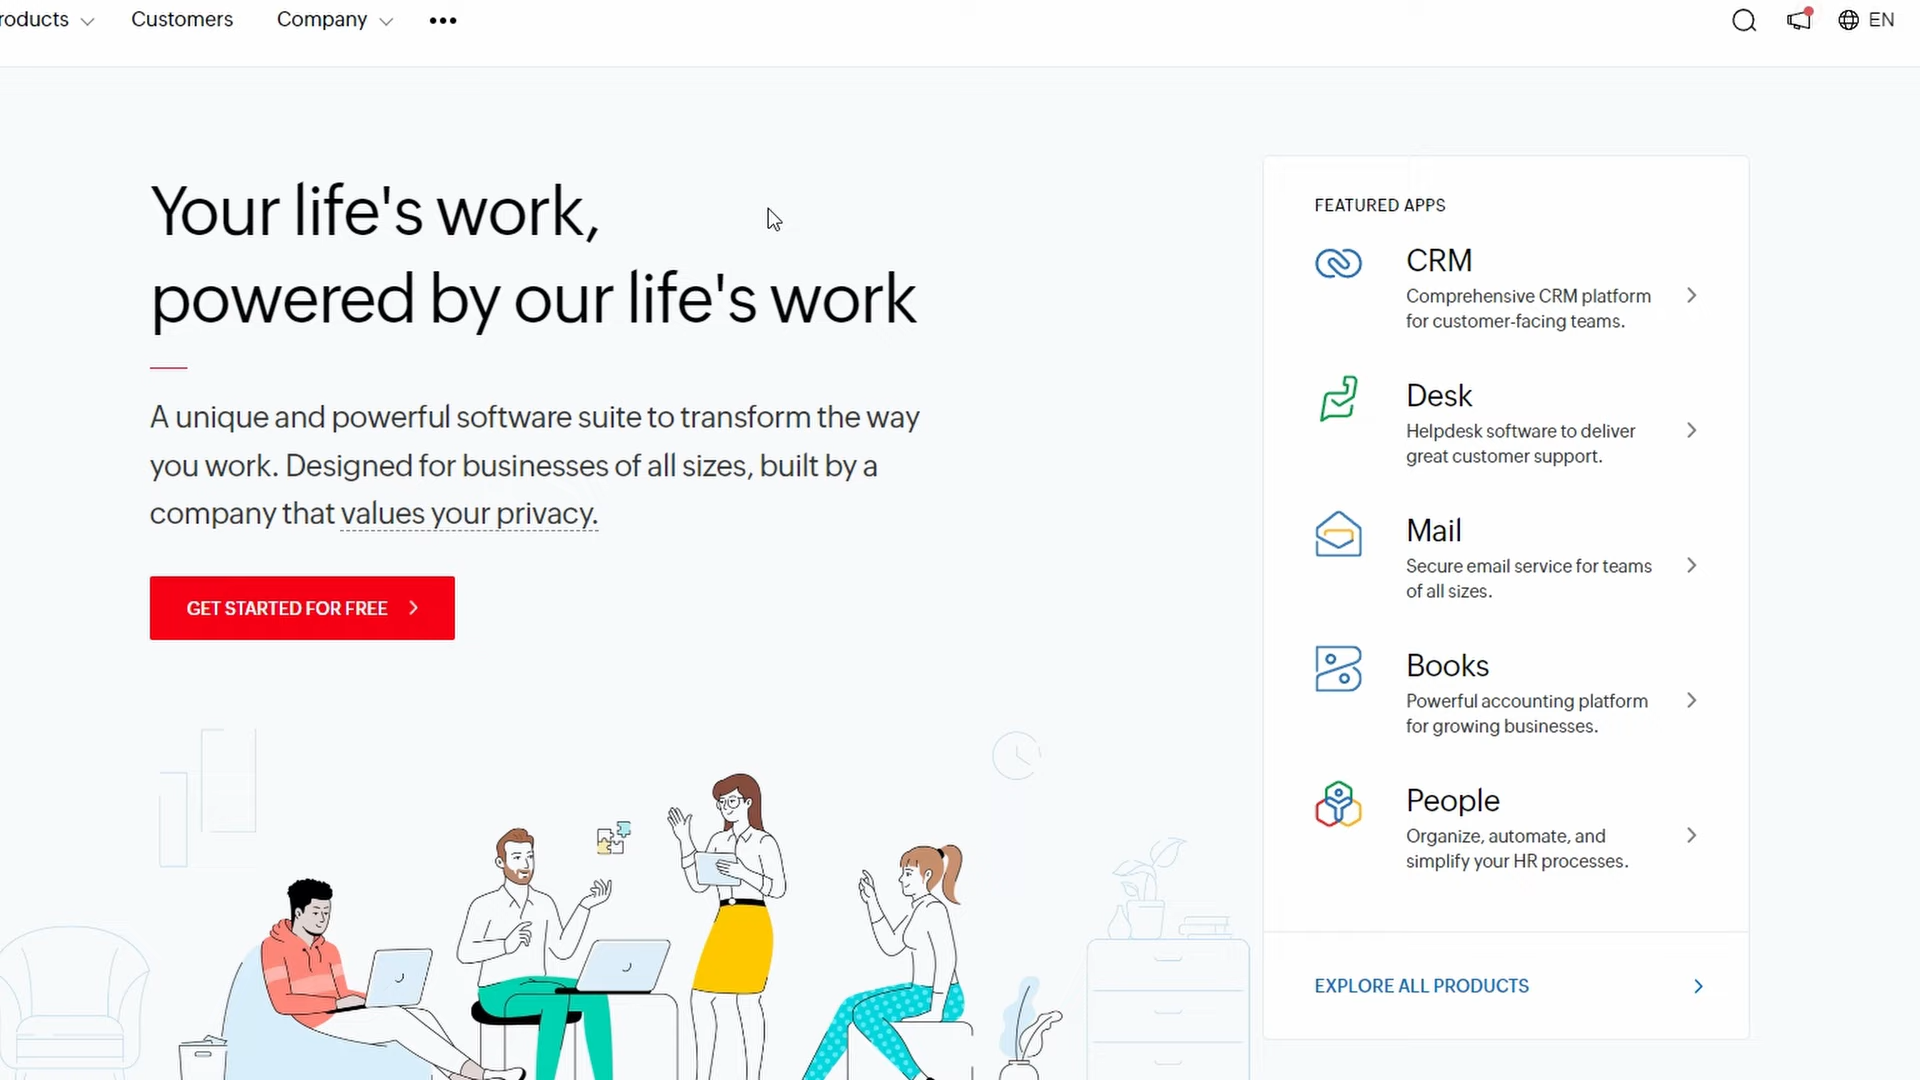 roducts
Customers
Company
EN
Your life's work,
powered by our life's work
A unique and powerful software suite to transform the way
you work. Designed for businesses of all sizes, built by a
company that values your privacy.
GET STARTED FOR FREE
FEATURED APPS
CRM
Comprehensive CRM platform
for customer-facing teams.
Desk
Helpdesk software to deliver
great customer support.
Mail
Secure email service for teams
of all sizes.
Books
Powerful accounting platform
for growing businesses.
People
Organize, automate, and
simplify your HR processes.
EXPLORE ALL PRODUCTS